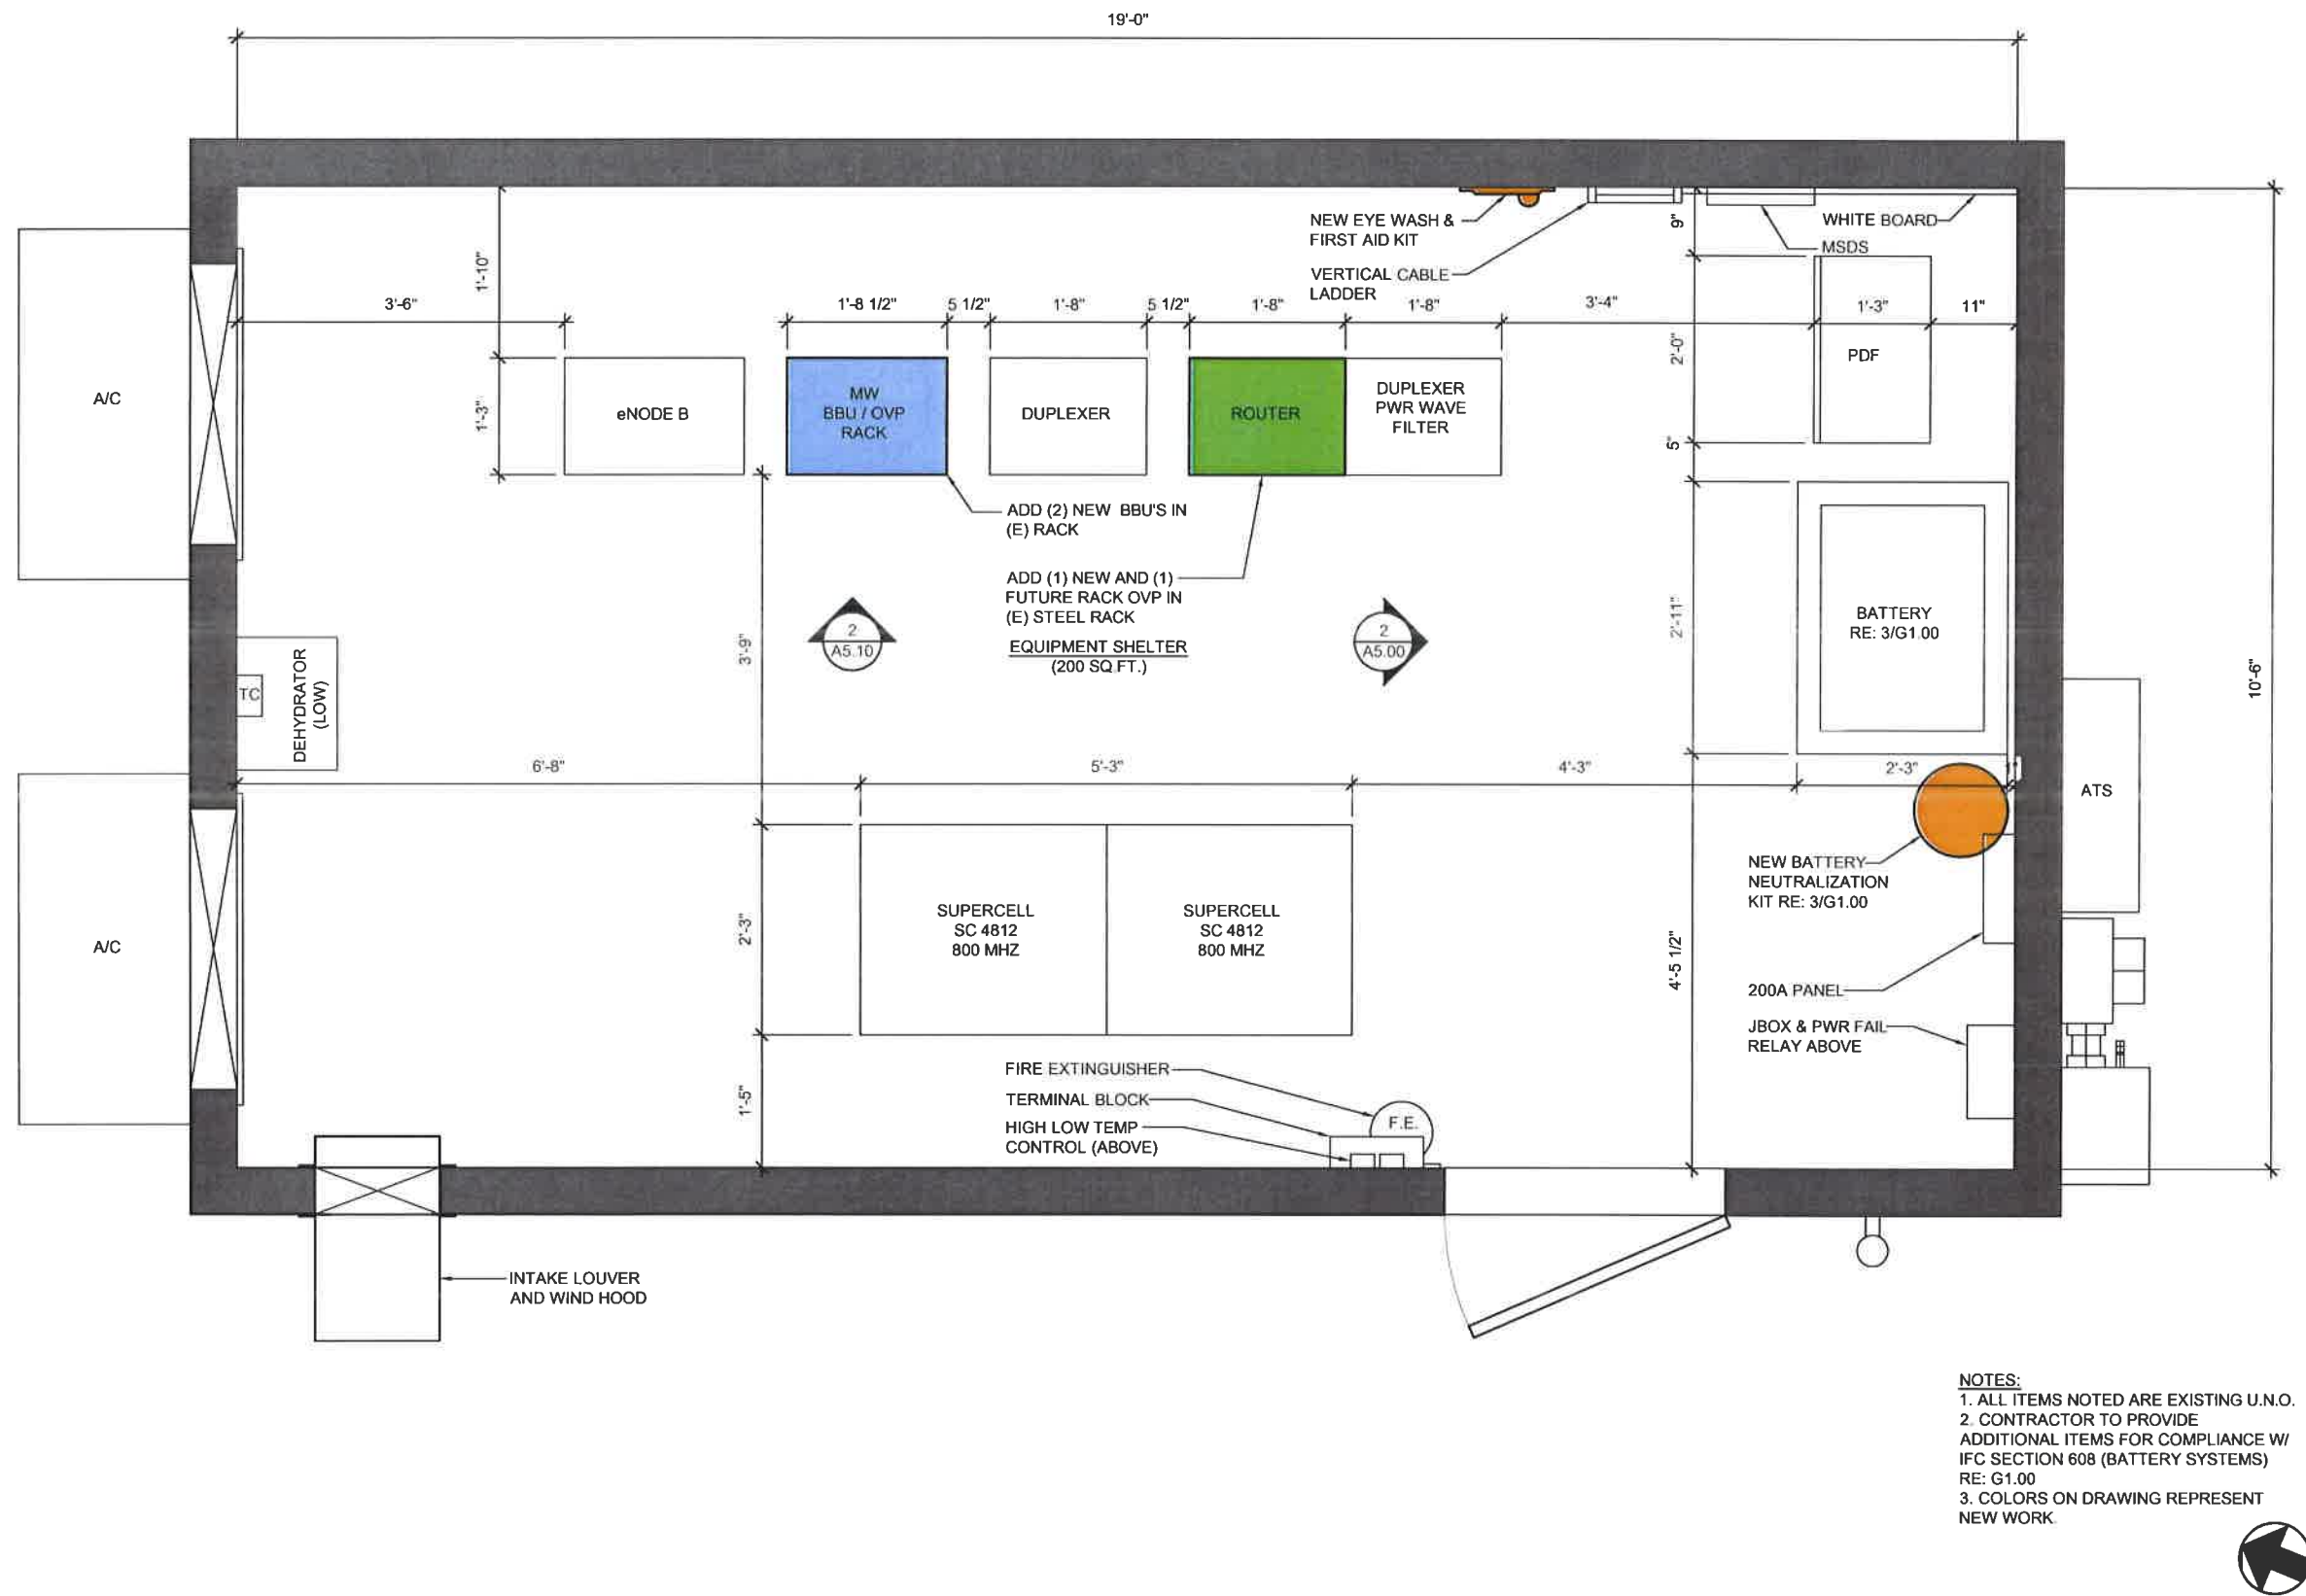 19'-0"
NEW EYE WASH &
FIRST AID KIT
VERTICAL CABLE
LADDER
9"
WHITE BOARD
MSDS
1'-10"
3'-6"
1'-8 1/2"
5 1/2"
1'-8"
5 1/2"
1'-8"
1'-8"
3'-4"
1'-3"
11"
A/C
1'-3"
eNODE B
MW
BBU / OVP
RACK
DUPLEXER
ROUTER
DUPLEXER
PWR WAVE
FILTER
2'-0"
PDF
5"
ADD (2) NEW BBU'S IN
(E) RACK
ADD (1) NEW AND (1)
FUTURE RACK OVP IN
(E) STEEL RACK
EQUIPMENT SHELTER
(200 SQ.FT.)
2
A5.10
2
A5.00
3'-9"
2'-11"
BATTERY
RE: 3/G1.00
10'-6"
TC
DEHYDRATOR
(LOW)
6'-8"
5'-3"
4'-3"
2'-3"
1"
ATS
A/C
2'-3"
SUPERCELL
SC 4812
800 MHZ
SUPERCELL
SC 4812
800 MHZ
NEW BATTERY
NEUTRALIZATION
KIT RE: 3/G1.00
4'-5 1/2"
200A PANEL
JBOX & PWR FAIL
RELAY ABOVE
1'-5"
FIRE EXTINGUISHER
TERMINAL BLOCK
HIGH LOW TEMP
CONTROL (ABOVE)
F.E.
INTAKE LOUVER
AND WIND HOOD
NOTES:
1. ALL ITEMS NOTED ARE EXISTING U.N.O.
2. CONTRACTOR TO PROVIDE
ADDITIONAL ITEMS FOR COMPLIANCE W/
IFC SECTION 608 (BATTERY SYSTEMS)
RE: G1.00
3. COLORS ON DRAWING REPRESENT
NEW WORK.